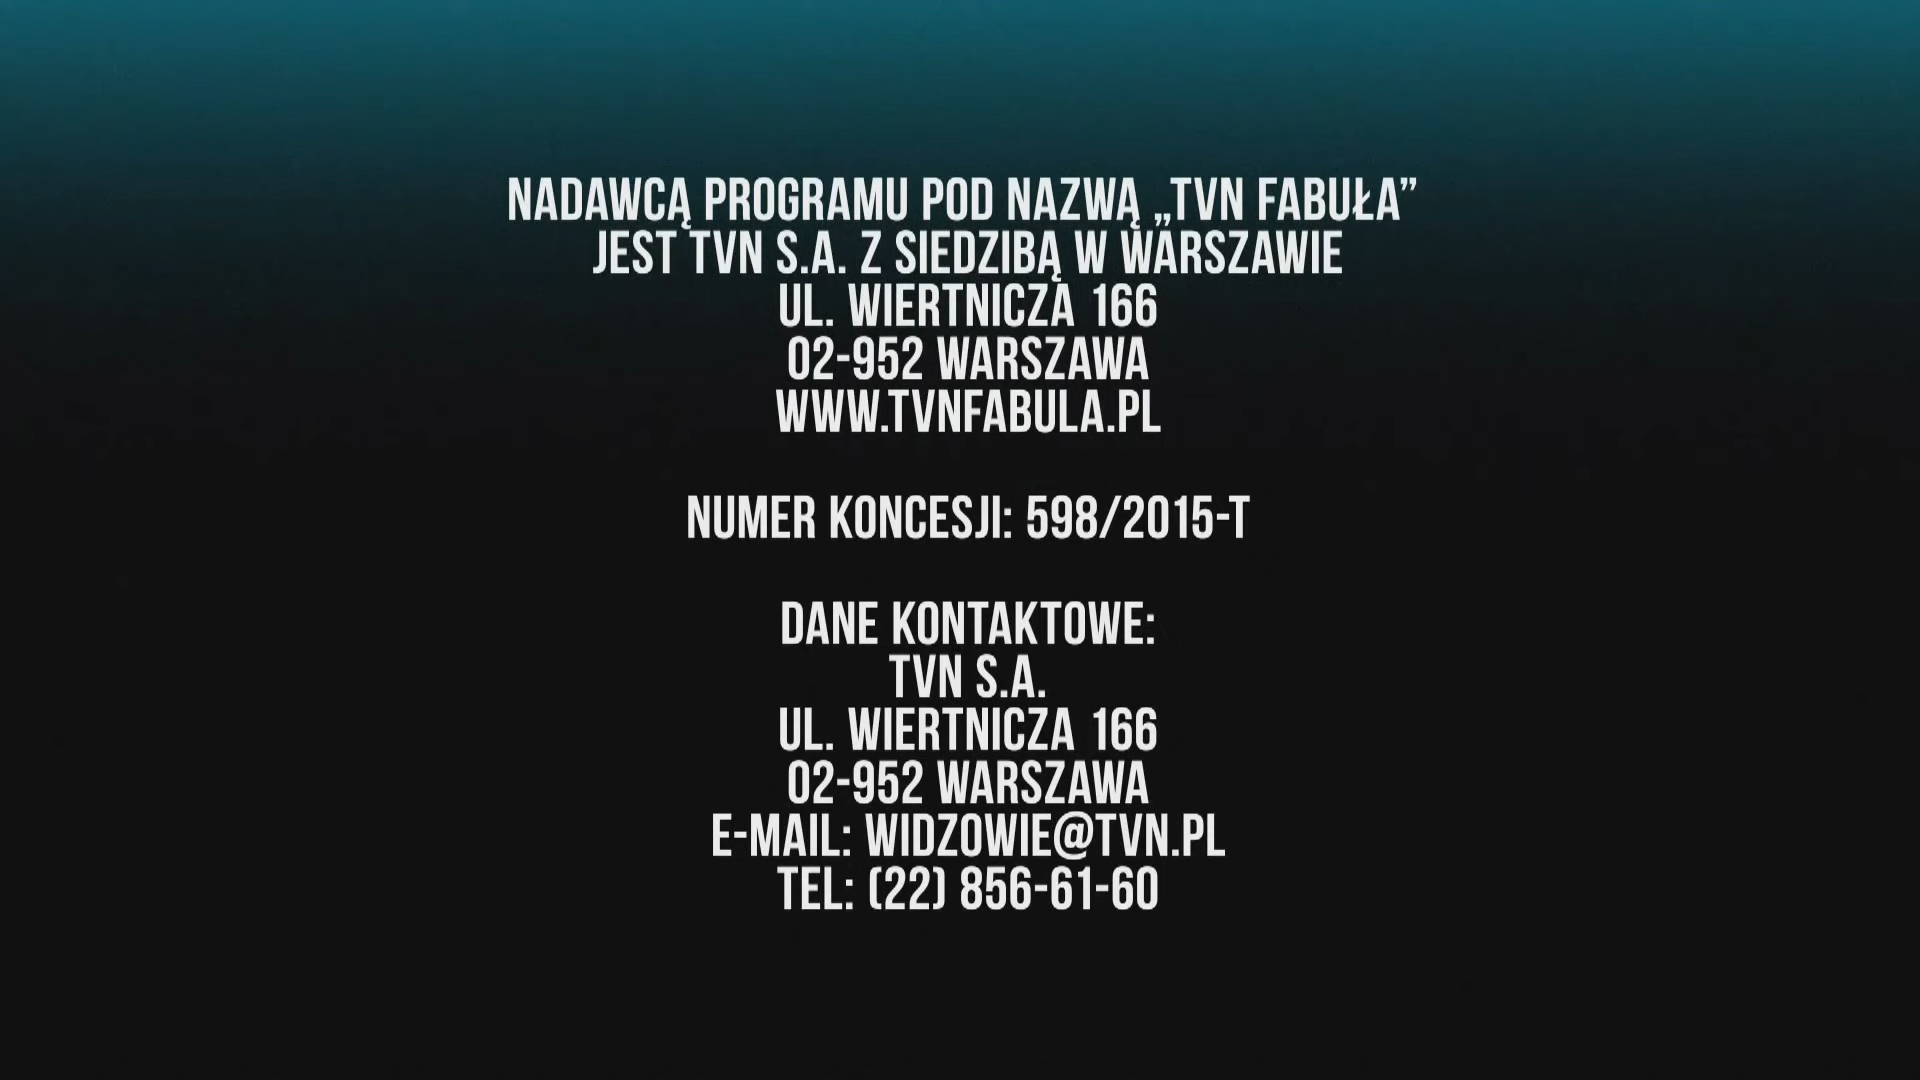 NADAWCĄ PROGRAMU POD NAZWĄ „TVN FABUŁA”
JEST TVN S.A. Z SIEDZIBĄ W WARSZAWIE
UL. WIERTNICZA 166
02-952 WARSZAWA
WWW.TVNFABULA.PL
NUMER KONCESJI: 598/2015-T
DANE KONTAKTOWE:
TVN S.A.
UL. WIERTNICZA 166
02-952 WARSZAWA
E-MAIL: WIDZOWIE@TVN.PL
TEL: (22) 856-61-60